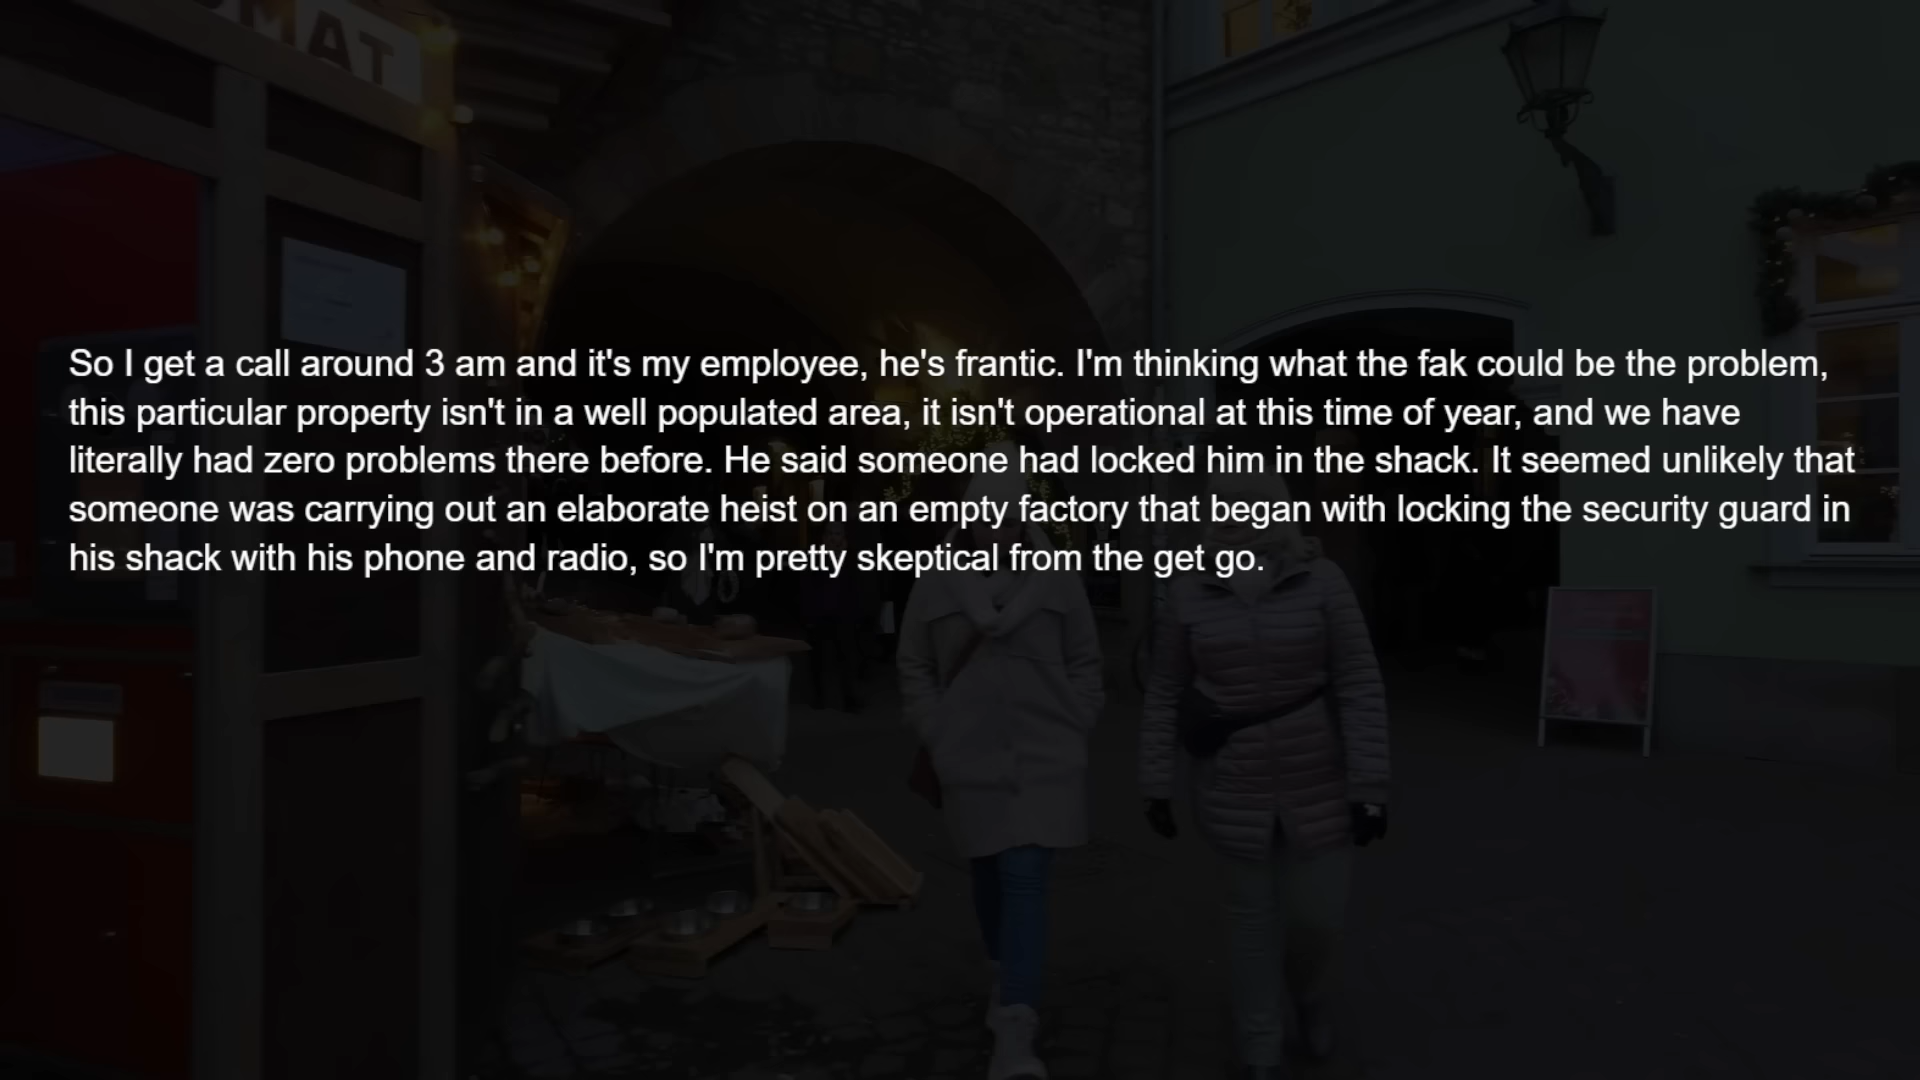 MAT
So I get a call around 3 am and it's my employee, he's frantic. I'm thinking what the fak could be the problem,
this particular property isn't in a well populated area, it isn't operational at this time of year, and we have
literally had zero problems there before. He said someone had locked him in the shack. It seemed unlikely that
someone was carrying out an elaborate heist on an empty factory that began with locking the security guard in
his shack with his phone and radio, so I'm pretty skeptical from the get go.